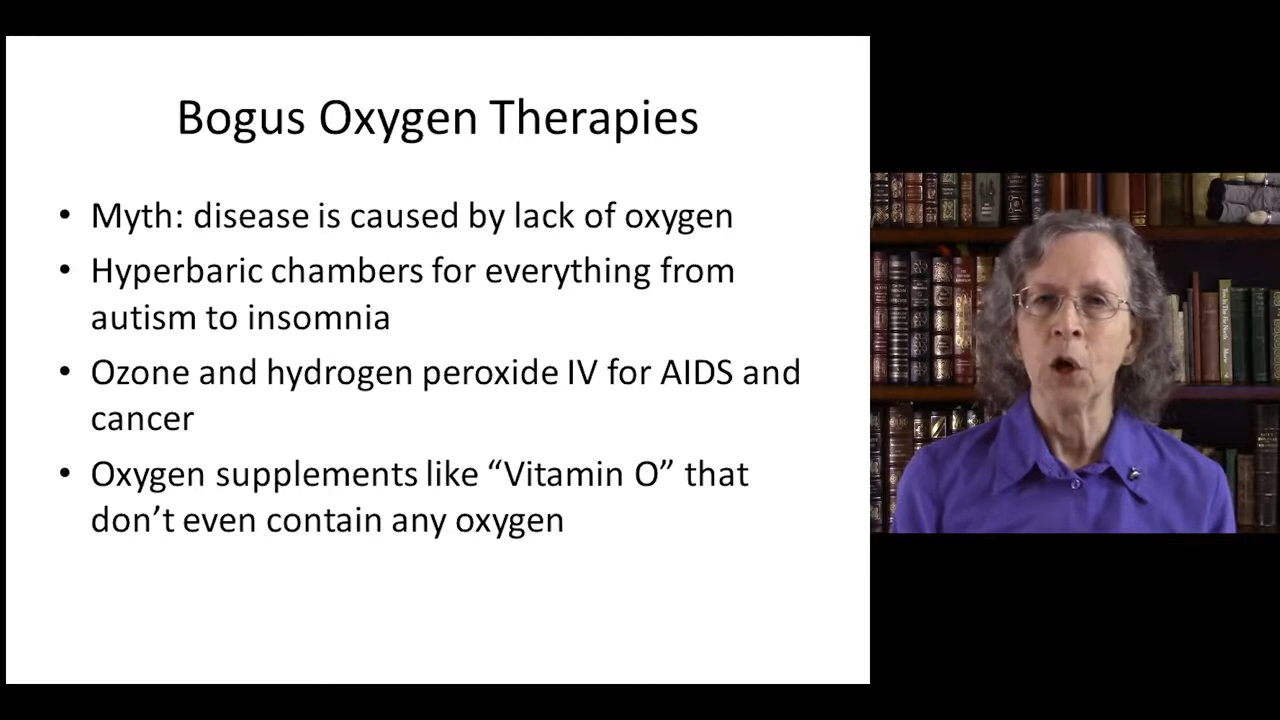 Bogus Oxygen Therapies
• Myth: disease is caused by lack of oxygen
• Hyperbaric chambers for everything from
autism to insomnia
• Ozone and hydrogen peroxide IV for AIDS and
cancer
• Oxygen supplements like “Vitamin O” that
don’t even contain any oxygen